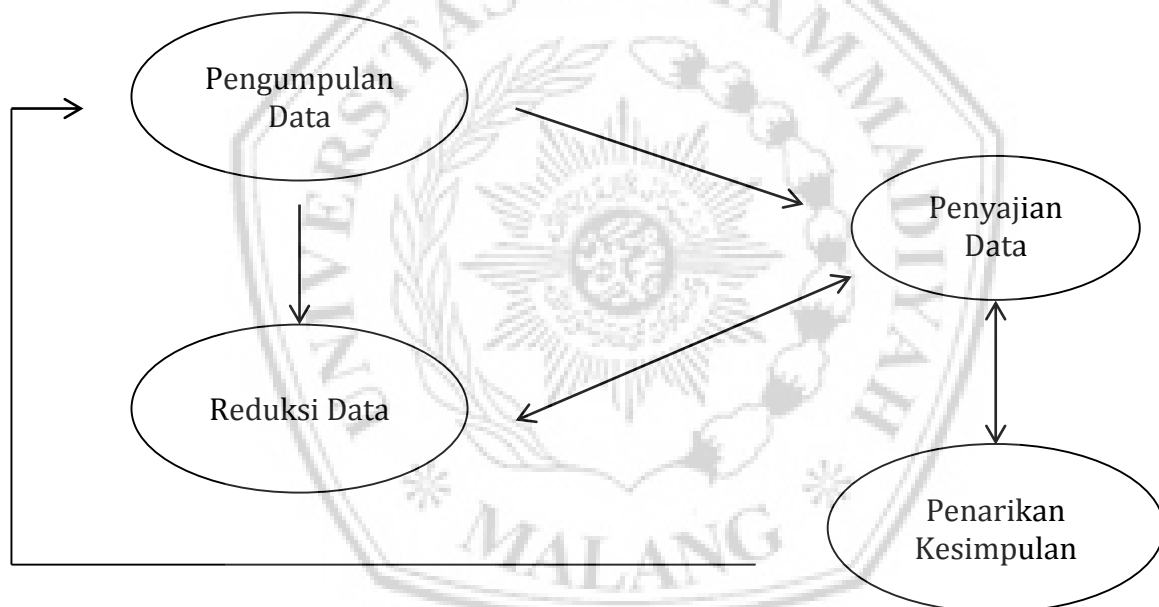 Pengumpulan
Data
Penyajian
Data
Reduksi Data
Penarikan
Kesimpulan
MALANG